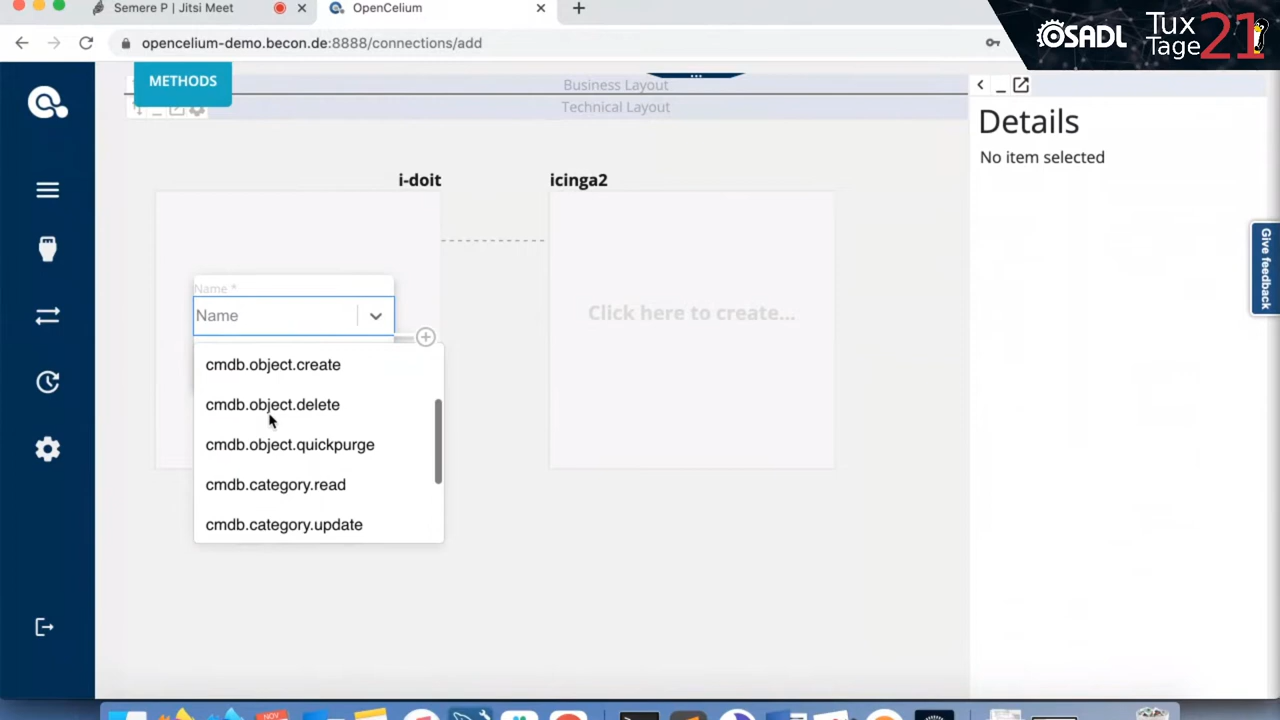 Semere P | Jitsi Meet
OpenCelium
opencelium-demo.becon.de:8888/connections/add
OSADL
Tux
Tage
21
METHODS
Business Layout
Technical Layout
Details
No item selected
i-doit
icinga2
Name *
Name
cmdb.object.create
cmdb.object.delete
cmdb.object.quickpurge
cmdb.category.read
cmdb.category.update
Click here to create...
Give feedback
NOV